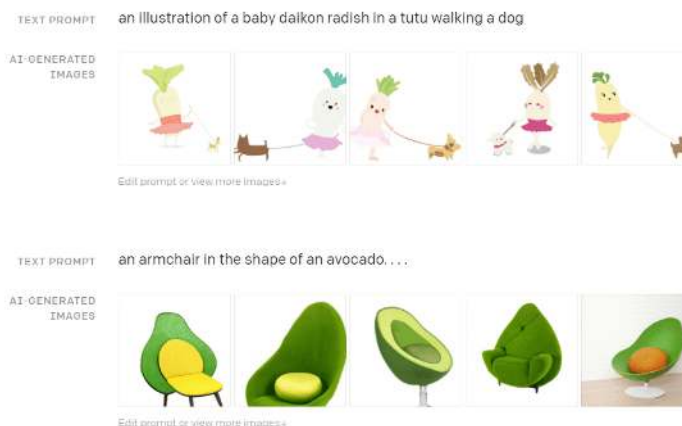 TEXT PROMPT
an illustration of a baby daikon radish in a tutu walking a dog
AI-GENERATED
IMAGES
Edit prompt or view more images↓
TEXT PROMPT
an armchair in the shape of an avocado. . . .
AI-GENERATED
IMAGES
Edit prompt or view more images↓